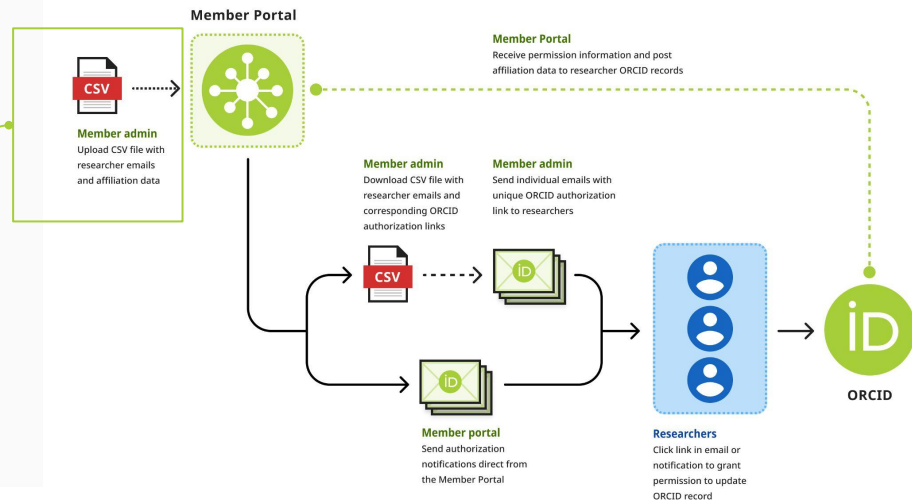 Member Portal
Member Portal
Receive permission information and post
affiliation data to researcher ORCID records
CSV
Member admin
Upload CSV file with
researcher emails
and affiliation data
Member admin
Download CSV file with
researcher emails and
corresponding ORCID
authorization links
Member admin
Send individual emails with
unique ORCID authorization
link to researchers
CSV
iD
iD
Member portal
Send authorization
notifications direct from
the Member Portal
Researchers
Click link in email or
notification to grant
permission to update
ORCID record
iD
ORCID